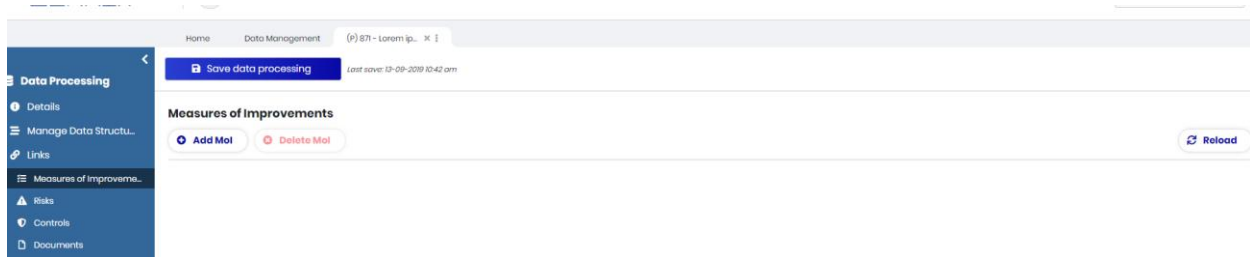 Home
Data Management
(P) 871 - Lorem ip...
Data Processing
Save data processing
Last save: 13-09-2019 10:42 am
Details
Manage Data Structu...
Links
Measures of Improveme...
Risks
Controls
Documents
Measures of Improvements
Add MoI
Delete MoI
Reload